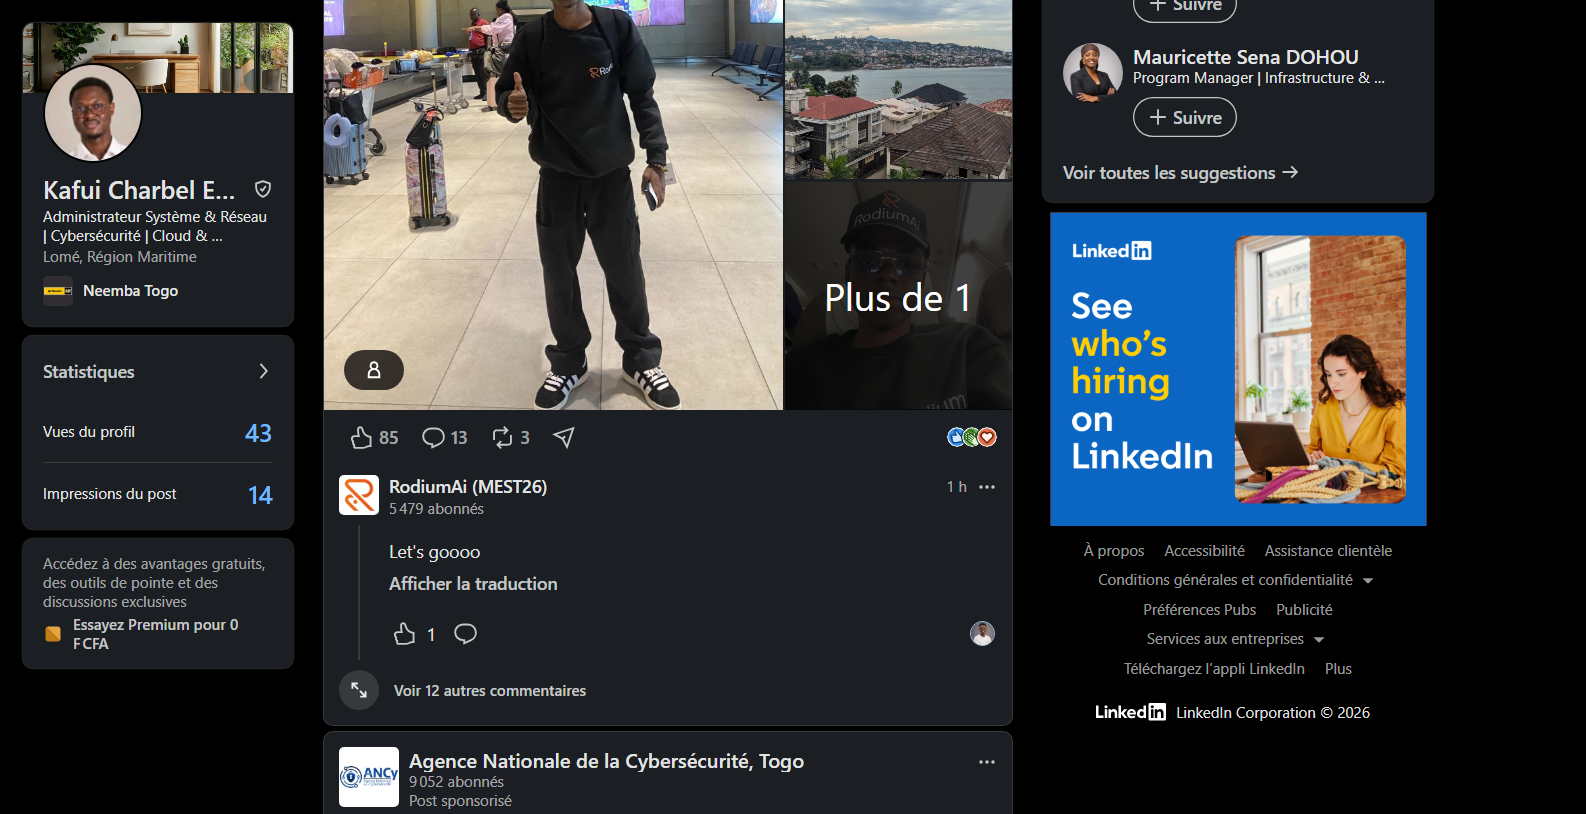 Kafui Charbel E...
Administrateur Système & Réseau
| Cybersécurité | Cloud & ...
Lomé, Région Maritime
Neemba Togo
Statistiques
Vues du profil
43
Impressions du post
14
Accédez à des avantages gratuits,
des outils de pointe et des
discussions exclusives
Essayez Premium pour 0
F CFA
RodiumAi
Plus de 1
85
13
3
RodiumAi (MEST26)
5 479 abonnés
1 h
Let's goooo
Afficher la traduction
1
Voir 12 autres commentaires
ANCy
Agence Nationale de la Cybersécurité, Togo
9 052 abonnés
Post sponsorisé
+ Suivre
Mauricette Sena DOHOU
Program Manager | Infrastructure & ...
+ Suivre
Voir toutes les suggestions →
LinkedIn
See
who's
hiring
on
LinkedIn
À propos Accessibilité Assistance clientèle
Conditions générales et confidentialité
Préférences Pubs Publicité
Services aux entreprises
Téléchargez l'appli LinkedIn Plus
LinkedIn LinkedIn Corporation © 2026